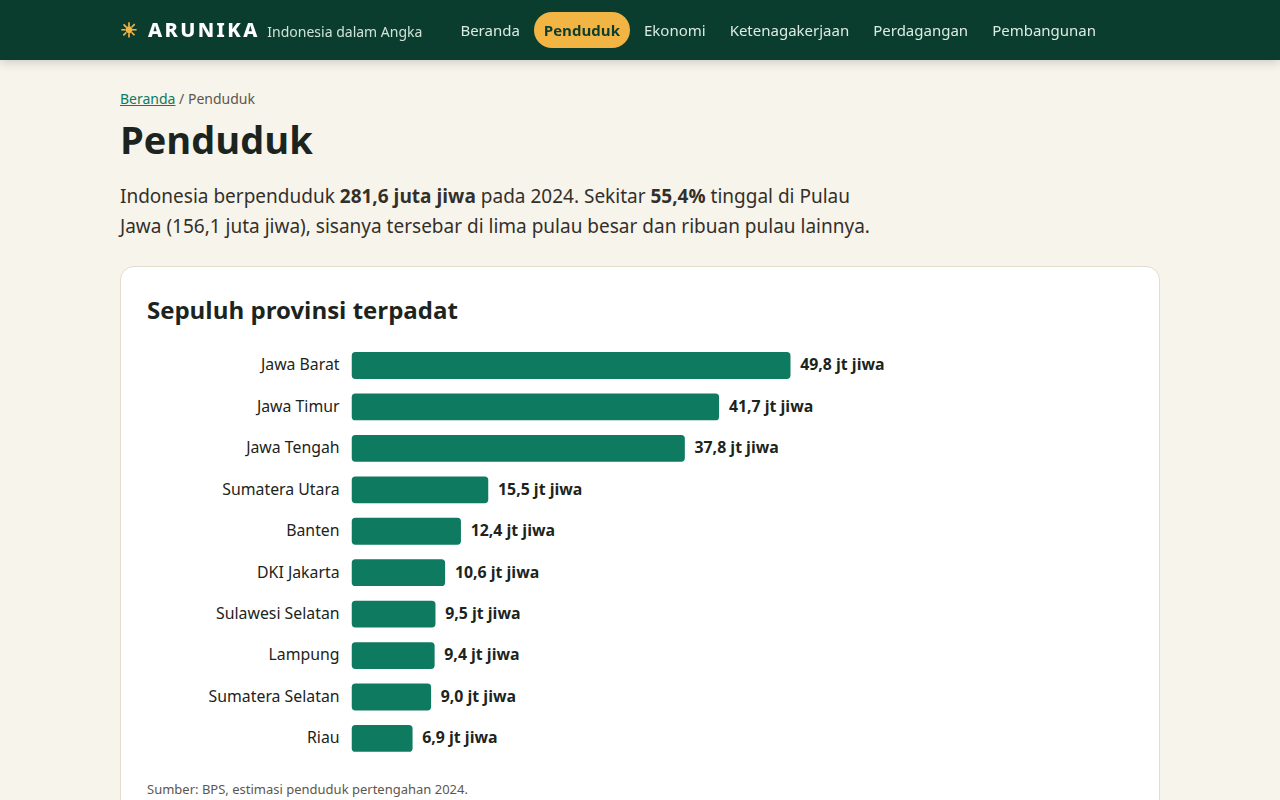 ARUNIKA Indonesia dalam Angka Beranda Penduduk Ekonomi Ketenagakerjaan Perdagangan Pembangunan
Beranda / Penduduk
Penduduk
Indonesia berpenduduk 281,6 juta jiwa pada 2024. Sekitar 55,4% tinggal di Pulau
Jawa (156,1 juta jiwa), sisanya tersebar di lima pulau besar dan ribuan pulau lainnya.
Sepuluh provinsi terpadat
Jawa Barat 49,8 jt jiwa
Jawa Timur 41,7 jt jiwa
Jawa Tengah 37,8 jt jiwa
Sumatera Utara 15,5 jt jiwa
Banten 12,4 jt jiwa
DKI Jakarta 10,6 jt jiwa
Sulawesi Selatan 9,5 jt jiwa
Lampung 9,4 jt jiwa
Sumatera Selatan 9,0 jt jiwa
Riau 6,9 jt jiwa
Sumber: BPS, estimasi penduduk pertengahan 2024.